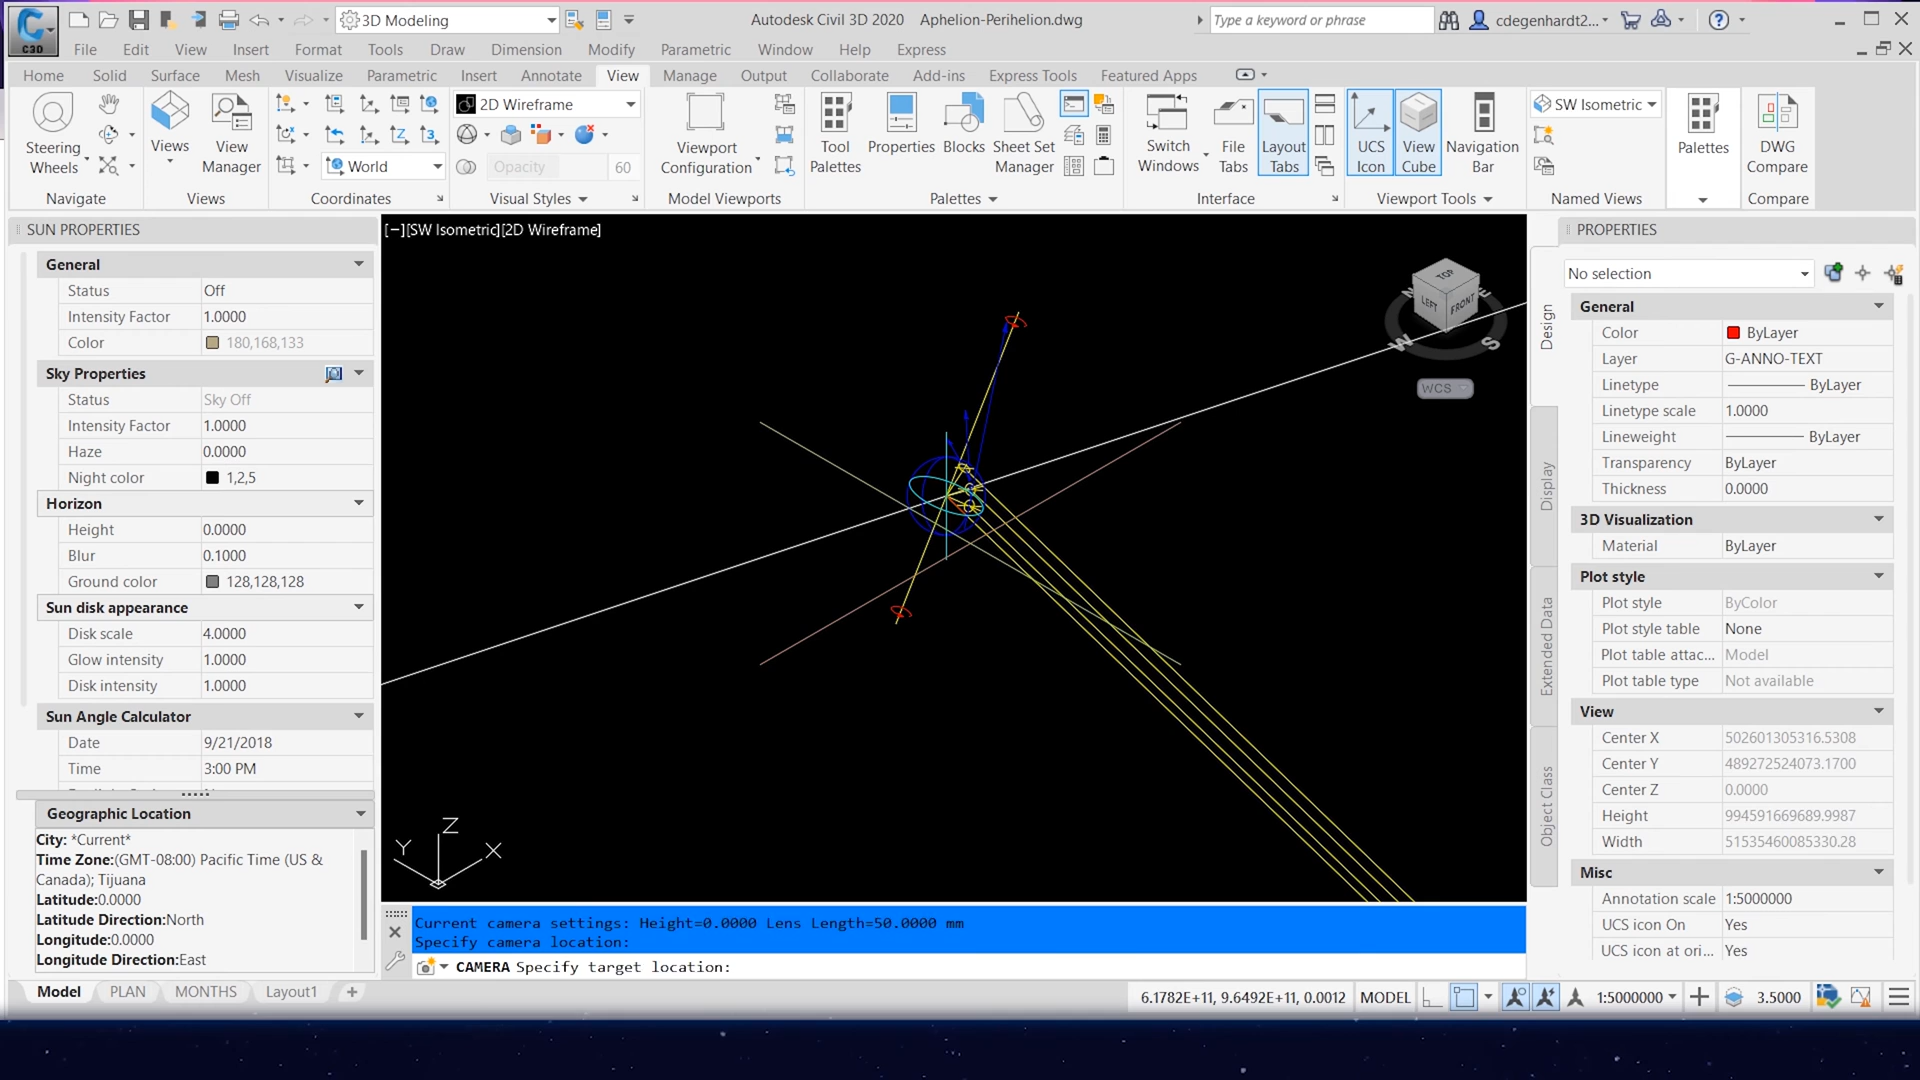 3D Modeling
Autodesk Civil 3D 2020 Aphelion-Perihelion.dwg
Type a keyword or phrase
cdegenhardt2...
C3D
File Edit View Insert Format Tools Draw Dimension Modify Parametric Window Help Express
Home Solid Surface Mesh Visualize Parametric Insert Annotate View Manage Output Collaborate Add-ins Express Tools Featured Apps
Steering Wheels
Navigate
Views
View Manager
Views
World
Coordinates
2D Wireframe
Opacity 60
Visual Styles
Viewport Configuration
Model Viewports
Tool Palettes
Properties
Blocks
Sheet Set Manager
Palettes
Switch Windows
File Tabs
Layout Tabs
Interface
UCS Icon
View Cube
Navigation Bar
Viewport Tools
SW Isometric
Named Views
Palettes
DWG Compare
Compare
SUN PROPERTIES
General
Status Off
Intensity Factor 1.0000
Color 180,168,133
Sky Properties
Status Sky Off
Intensity Factor 1.0000
Haze 0.0000
Night color 1,2,5
Horizon
Height 0.0000
Blur 0.1000
Ground color 128,128,128
Sun disk appearance
Disk scale 4.0000
Glow intensity 1.0000
Disk intensity 1.0000
Sun Angle Calculator
Date 9/21/2018
Time 3:00 PM
Geographic Location
City: *Current*
Time Zone:(GMT-08:00) Pacific Time (US &
Canada); Tijuana
Latitude:0.0000
Latitude Direction:North
Longitude:0.0000
Longitude Direction:East
[−][SW Isometric][2D Wireframe]
TOP
LEFT
FRONT
N
E
W
S
WCS
Z
Y
X
Current camera settings: Height=0.0000 Lens Length=50.0000 mm
Specify camera location:
CAMERA Specify target location:
PROPERTIES
No selection
Design
Display
Extended Data
Object Class
General
Color ByLayer
Layer G-ANNO-TEXT
Linetype ByLayer
Linetype scale 1.0000
Lineweight ByLayer
Transparency ByLayer
Thickness 0.0000
3D Visualization
Material ByLayer
Plot style
Plot style ByColor
Plot style table None
Plot table attac... Model
Plot table type Not available
View
Center X 502601305316.5308
Center Y 489272524073.1700
Center Z 0.0000
Height 994591669689.9987
Width 51535460085330.28
Misc
Annotation scale 1:5000000
UCS icon On Yes
UCS icon at ori... Yes
Model PLAN MONTHS Layout1 +
6.1782E+11, 9.6492E+11, 0.0012 MODEL 1:5000000 3.5000